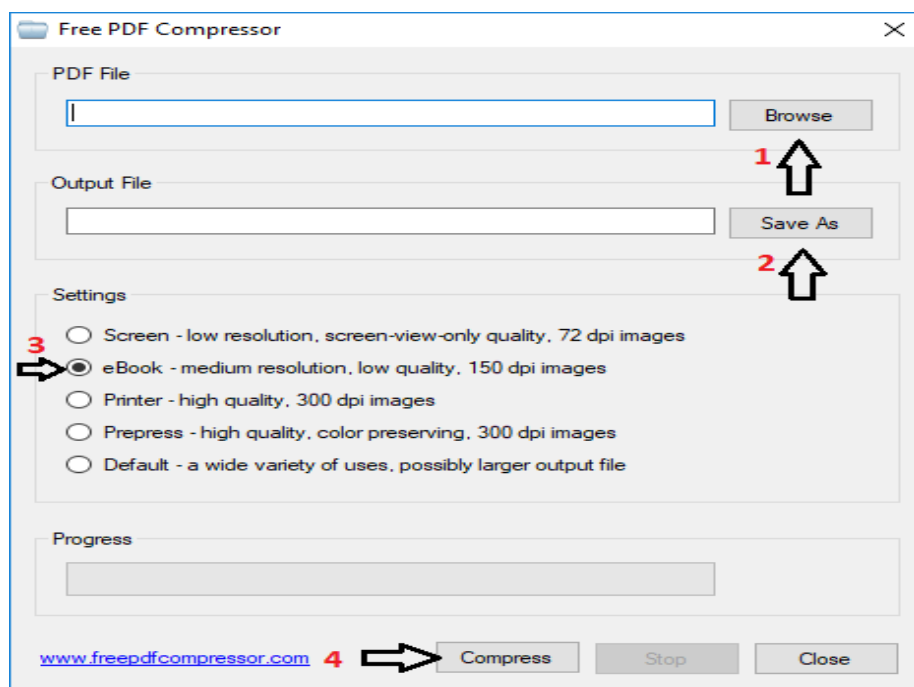 Free PDF Compressor
PDF File
Browse
1
Output File
Save As
2
Settings
Screen - low resolution, screen-view-only quality, 72 dpi images
3
eBook - medium resolution, low quality, 150 dpi images
Printer - high quality, 300 dpi images
Prepress - high quality, color preserving, 300 dpi images
Default - a wide variety of uses, possibly larger output file
Progress
www.freepdfcompressor.com 4 Compress Stop Close